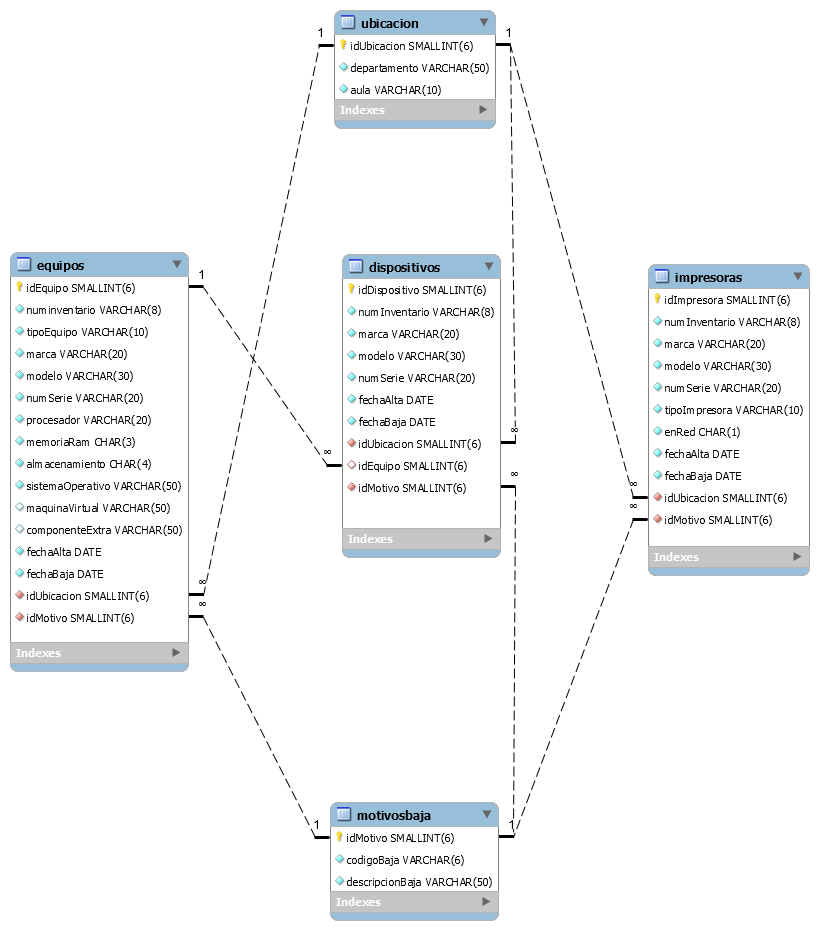 ubicacion
idUbicacion SMALLINT(6)
departamento VARCHAR(50)
aula VARCHAR(10)
Indexes
1
1
equipos
idEquipo SMALLINT(6)
numinventario VARCHAR(8)
tipoEquipo VARCHAR(10)
marca VARCHAR(20)
modelo VARCHAR(30)
numSerie VARCHAR(20)
procesador VARCHAR(20)
memoriaRam CHAR(3)
almacenamiento CHAR(4)
sistemaOperativo VARCHAR(50)
maquinaVirtual VARCHAR(50)
componenteExtra VARCHAR(50)
fechaAlta DATE
fechaBaja DATE
idUbicacion SMALLINT(6)
idMotivo SMALLINT(6)
Indexes
1
∞
∞
dispositivos
idDispositivo SMALLINT(6)
numInventario VARCHAR(8)
marca VARCHAR(20)
modelo VARCHAR(30)
numSerie VARCHAR(20)
fechaAlta DATE
fechaBaja DATE
idUbicacion SMALLINT(6)
idEquipo SMALLINT(6)
idMotivo SMALLINT(6)
Indexes
∞
∞
∞
impresoras
idImpresora SMALLINT(6)
numInventario VARCHAR(8)
marca VARCHAR(20)
modelo VARCHAR(30)
numSerie VARCHAR(20)
tipoImpresora VARCHAR(10)
enRed CHAR(1)
fechaAlta DATE
fechaBaja DATE
idUbicacion SMALLINT(6)
idMotivo SMALLINT(6)
Indexes
∞
∞
motivosbaja
idMotivo SMALLINT(6)
codigoBaja VARCHAR(6)
descripcionBaja VARCHAR(50)
Indexes
1
1